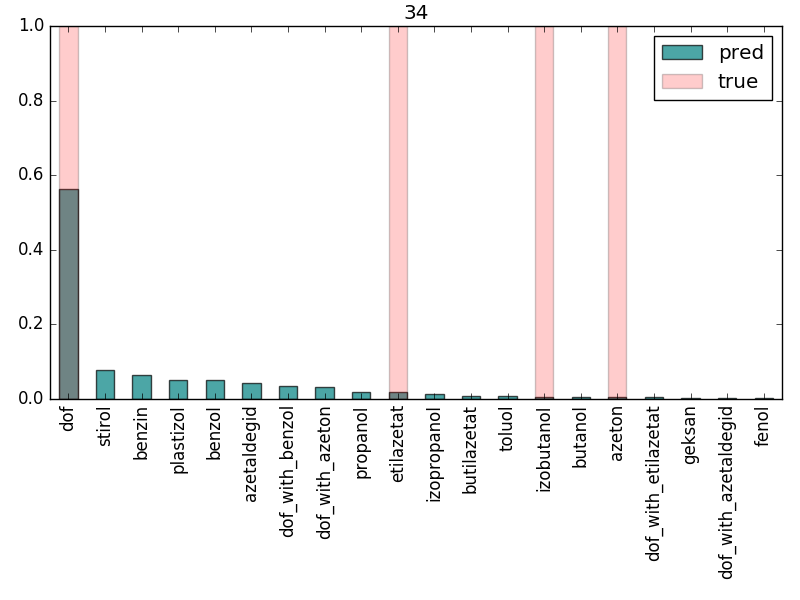 34
1.0
0.8
0.6
0.4
0.2
0.0
pred
true
dof
stirol
benzin
plastizol
benzol
azetaldegid
dof_with_benzol
dof_with_azeton
propanol
etilazetat
izopropanol
butilazetat
toluol
izobutanol
butanol
azeton
dof_with_etilazetat
geksan
dof_with_azetaldegid
fenol